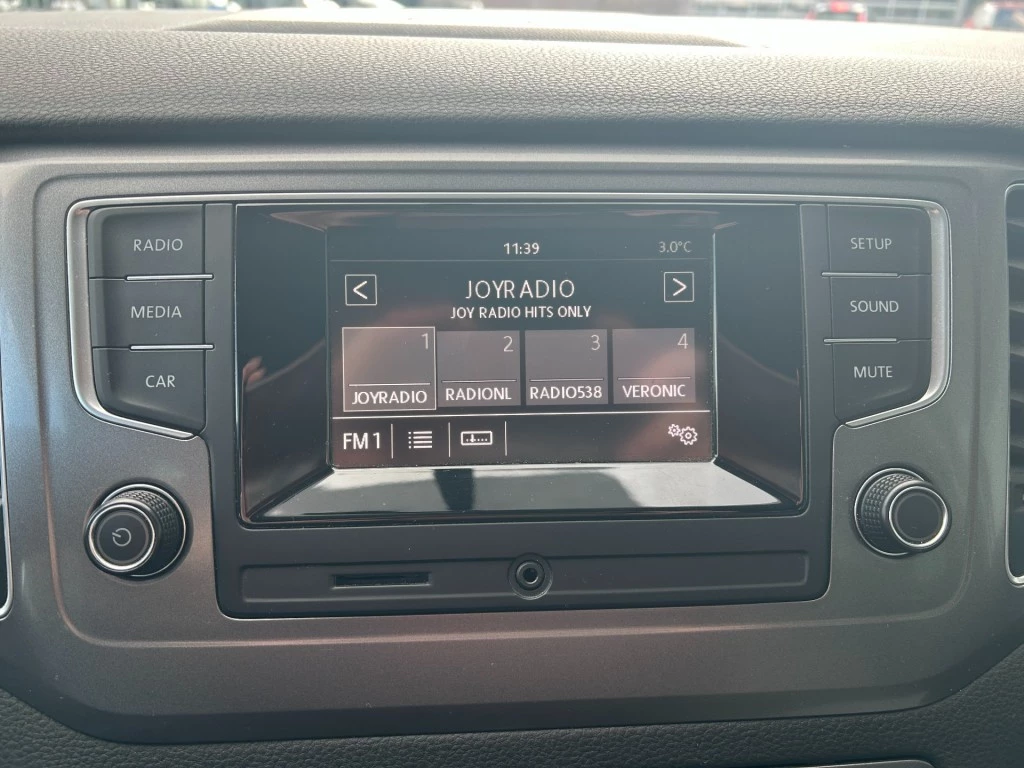 RADIO
MEDIA
CAR
11:39 3.0°C
< JOYRADIO >
JOY RADIO HITS ONLY
1 2 3 4
JOYRADIO RADIONL RADIO538 VERONIC
FM1
SETUP
SOUND
MUTE